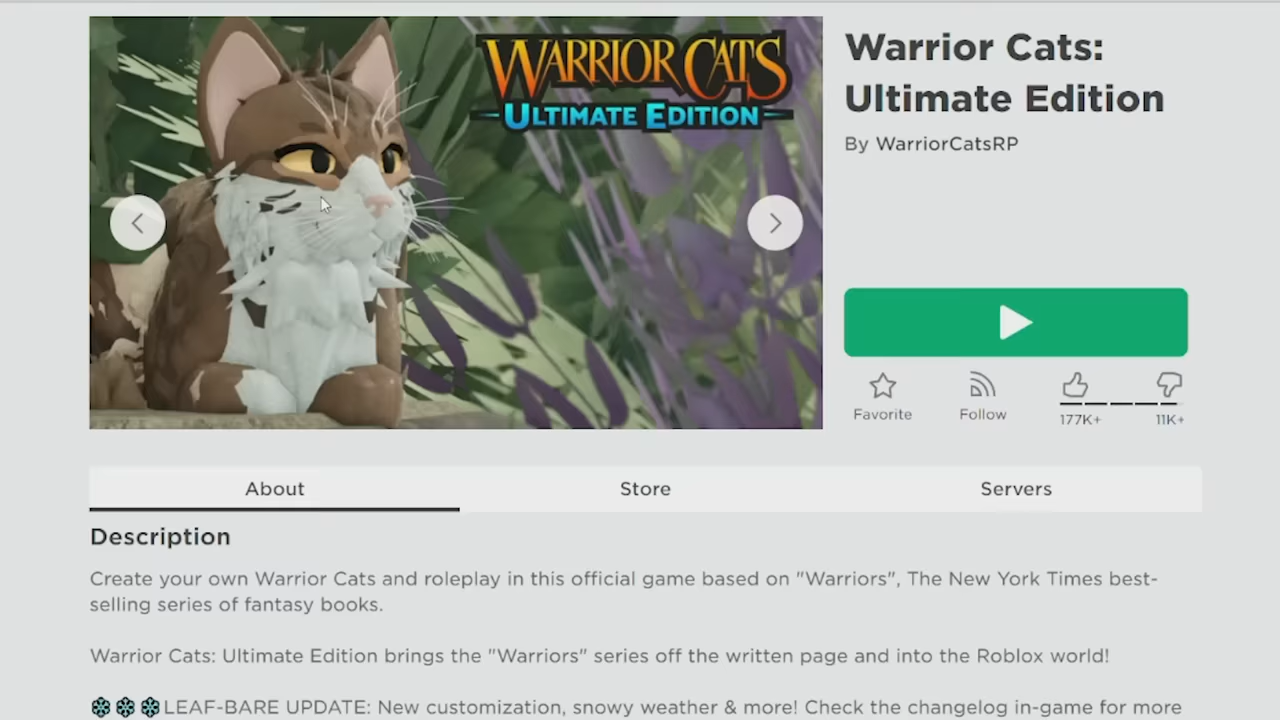 WARRIOR CATS
ULTIMATE EDITION
Warrior Cats:
Ultimate Edition
By WarriorCatsRP
Favorite
Follow
177K+
11K+
About
Store
Servers
Description
Create your own Warrior Cats and roleplay in this official game based on "Warriors", The New York Times best-
selling series of fantasy books.
Warrior Cats: Ultimate Edition brings the "Warriors" series off the written page and into the Roblox world!
❄❄❄LEAF-BARE UPDATE: New customization, snowy weather & more! Check the changelog in-game for more